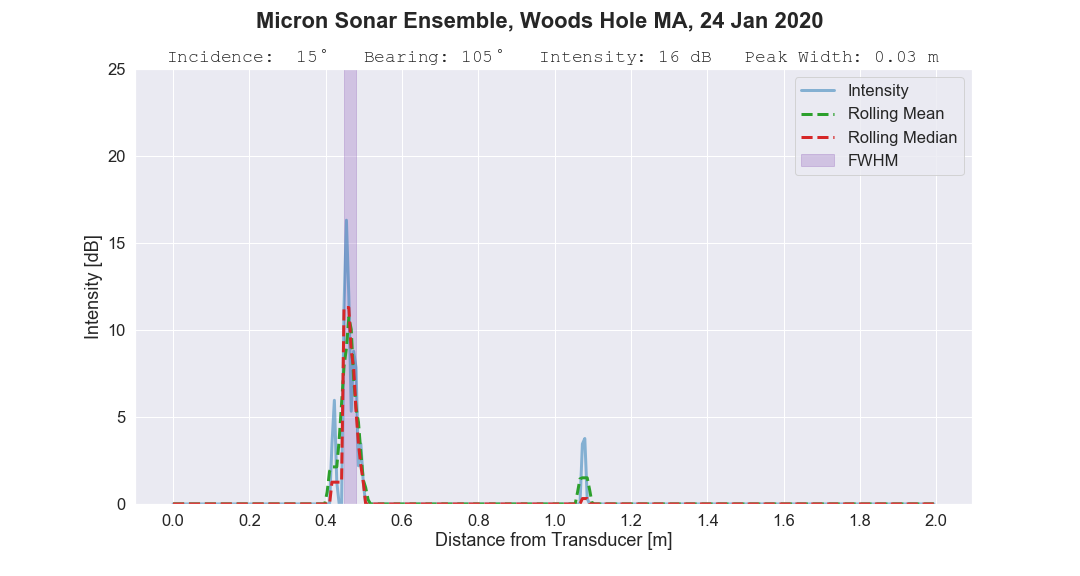 Micron Sonar Ensemble, Woods Hole MA, 24 Jan 2020
Incidence:  15°   Bearing: 105°   Intensity: 16 dB   Peak Width: 0.03 m
25
20
15
10
5
0
Intensity [dB]
Intensity
Rolling Mean
Rolling Median
FWHM
0.0 0.2 0.4 0.6 0.8 1.0 1.2 1.4 1.6 1.8 2.0
Distance from Transducer [m]